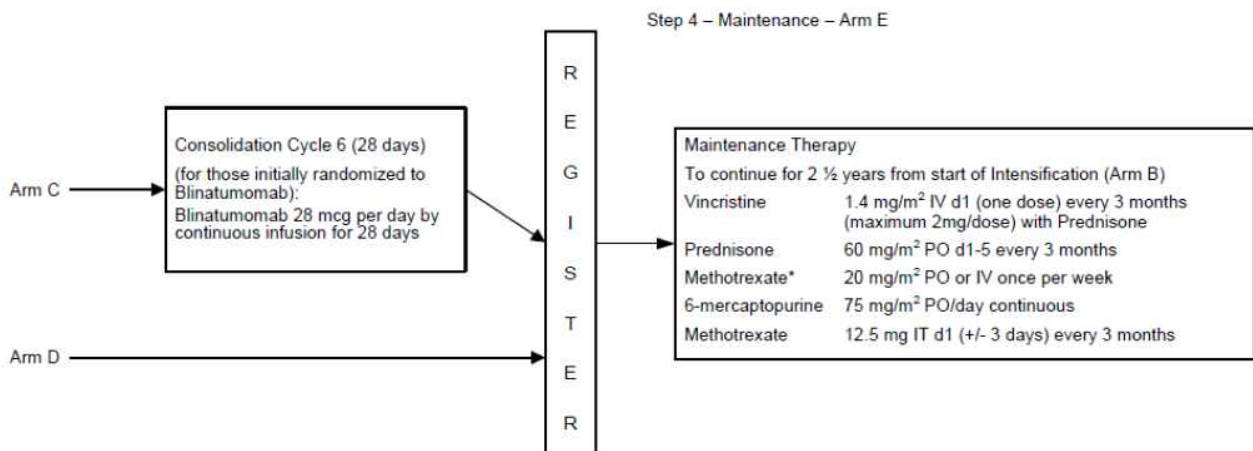 Step 4 – Maintenance – Arm E
Arm C
Consolidation Cycle 6 (28 days)
(for those initially randomized to
Blinatumomab):
Blinatumomab 28 mcg per day by
continuous infusion for 28 days
Arm D
R
E
G
I
S
T
E
R
Maintenance Therapy
To continue for 2 ½ years from start of Intensification (Arm B)
Vincristine 1.4 mg/m² IV d1 (one dose) every 3 months
(maximum 2mg/dose) with Prednisone
Prednisone 60 mg/m² PO d1-5 every 3 months
Methotrexate* 20 mg/m² PO or IV once per week
6-mercaptopurine 75 mg/m² PO/day continuous
Methotrexate 12.5 mg IT d1 (+/- 3 days) every 3 months